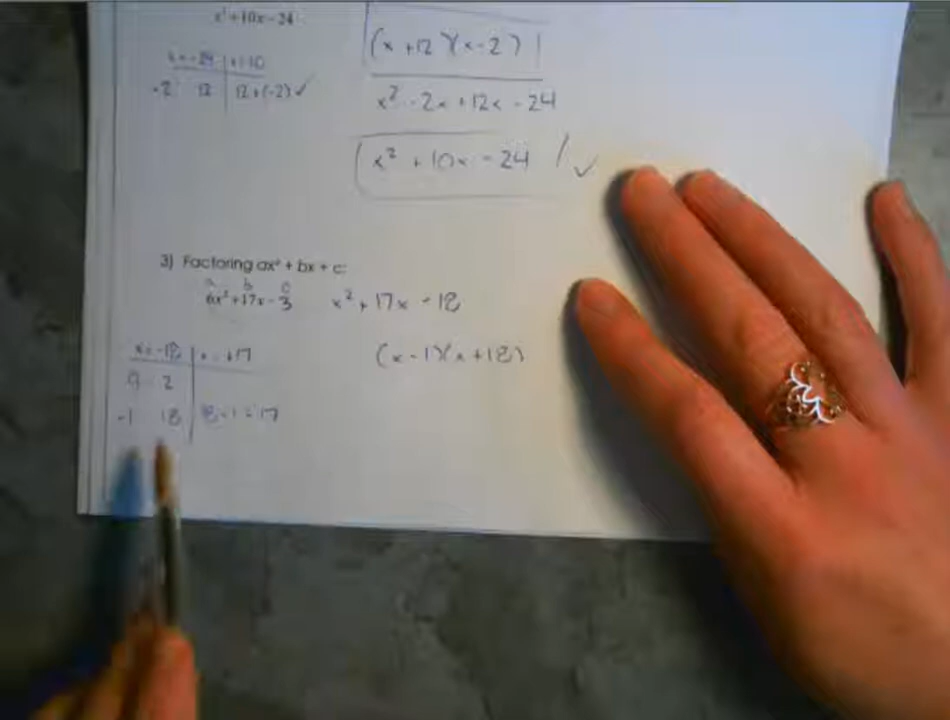 x² + 10x - 24
x = -24 | + = 10
-2 12 | 12 + (-2) ✓
(x + 12)(x - 2)
x² - 2x + 12x - 24
x² + 10x - 24 ✓
3) Factoring ax² + bx + c:
a b c
6x² + 17x - 3 x² + 17x - 18
x = -18 | + = +17
(x - 1)(x + 18)
9 2
-1 18 | 18 - 1 = 17